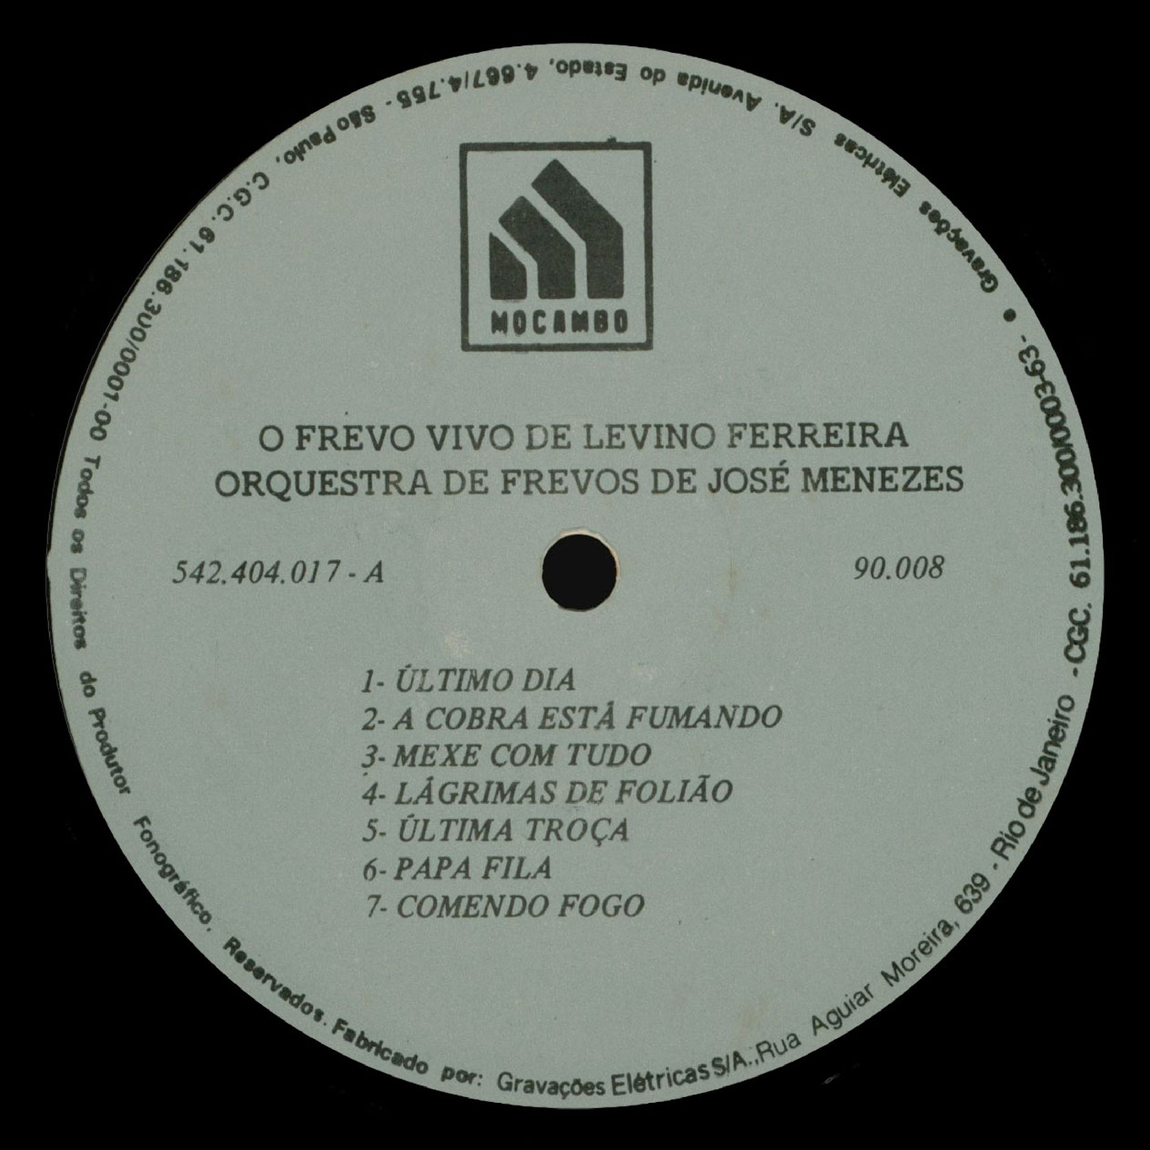 MOCAMBO
O FREVO VIVO DE LEVINO FERREIRA
ORQUESTRA DE FREVOS DE JOSÉ MENEZES
542.404.017 - A
90.008
1- ÚLTIMO DIA
2- A COBRA ESTÁ FUMANDO
3- MEXE COM TUDO
4- LÁGRIMAS DE FOLIÃO
5- ÚLTIMA TROÇA
6- PAPA FILA
7- COMENDO FOGO
• Gravações Elétricas S/A. Avenida do Estado, 4.667/4.755 - São Paulo, C.G.C. 61.186.300/0001-00 Todos os Direitos do Produtor Fonográfico. Reservados. Fabricado por: Gravações Elétricas S/A.,Rua Aguiar Moreira, 639 - Rio de Janeiro -CGC. 61.186.300/0003-63-